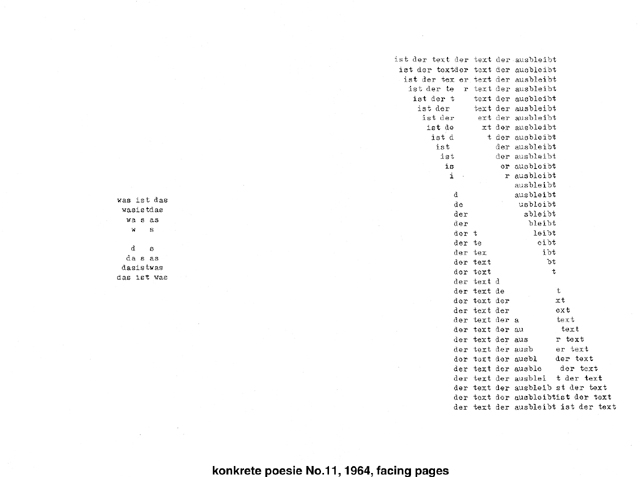 was ist das
wasistdas
wa s as
w s
d s
da s as
dasistwas
das ist was
ist der text der text der ausbleibt
ist der textder text der ausbleibt
ist der tex er text der ausbleibt
ist der te r text der ausbleibt
ist der t text der ausbleibt
ist der text der ausbleibt
ist der ext der ausbleibt
ist de xt der ausbleibt
ist d t der ausbleibt
ist der ausbleibt
ist der ausbleibt
is er ausbleibt
i r ausbleibt
ausbleibt
d ausbleibt
de usbleibt
der sbleibt
der bleibt
der t leibt
der te eibt
der tex ibt
der text bt
der text t
der text d
der text de t
der text der xt
der text der ext
der text der a text
der text der au text
der text der aus r text
der text der ausb er text
der text der ausbl der text
der text der ausble der text
der text der ausblei t der text
der text der ausbleib st der text
der text der ausbleibtist der text
der text der ausbleibt ist der text
konkrete poesie No.11, 1964, facing pages